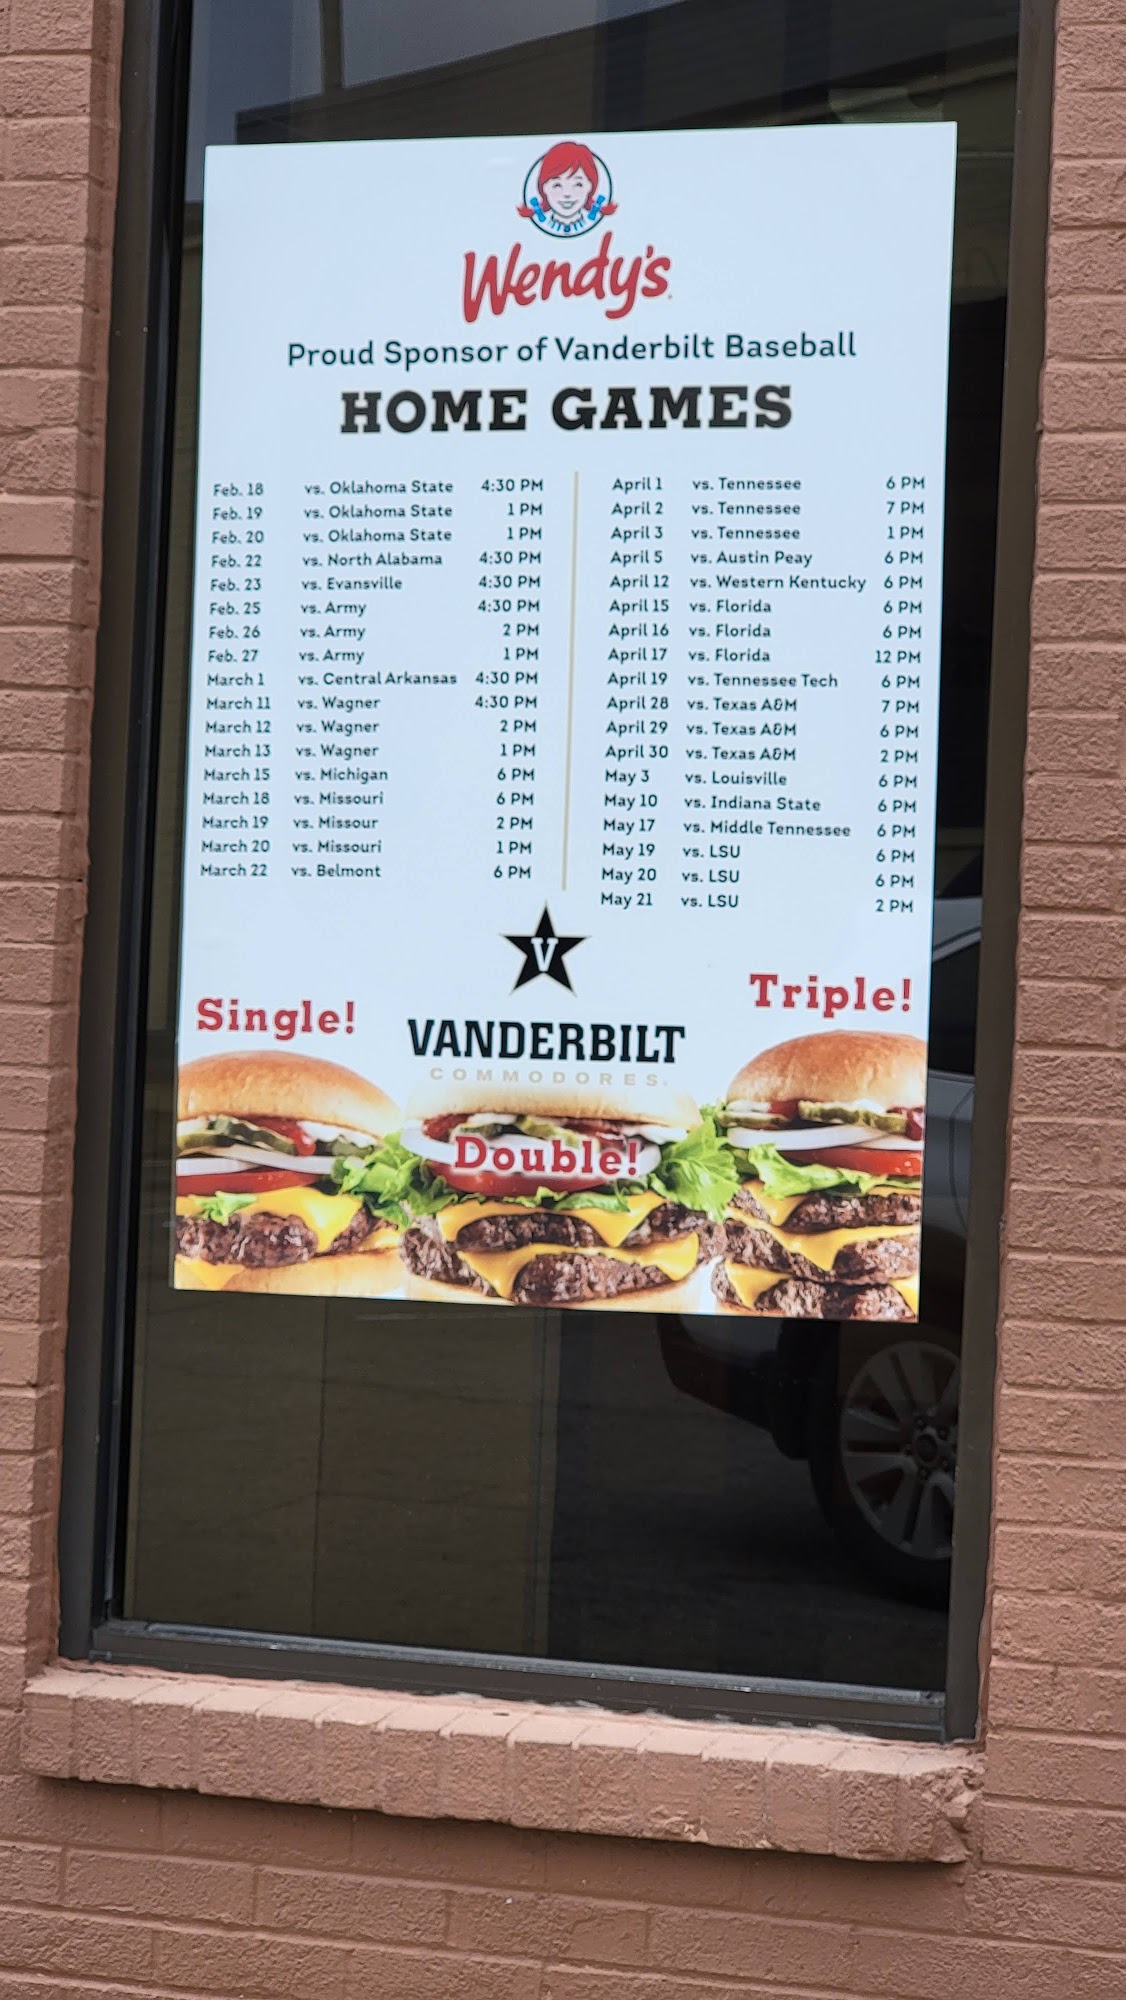 Wendy's
Proud Sponsor of Vanderbilt Baseball
HOME GAMES
Feb. 18 vs. Oklahoma State 4:30 PM
Feb. 19 vs. Oklahoma State 1 PM
Feb. 20 vs. Oklahoma State 1 PM
Feb. 22 vs. North Alabama 4:30 PM
Feb. 23 vs. Evansville 4:30 PM
Feb. 25 vs. Army 4:30 PM
Feb. 26 vs. Army 2 PM
Feb. 27 vs. Army 1 PM
March 1 vs. Central Arkansas 4:30 PM
March 11 vs. Wagner 4:30 PM
March 12 vs. Wagner 2 PM
March 13 vs. Wagner 1 PM
March 15 vs. Michigan 6 PM
March 18 vs. Missouri 6 PM
March 19 vs. Missour 2 PM
March 20 vs. Missouri 1 PM
March 22 vs. Belmont 6 PM
April 1 vs. Tennessee 6 PM
April 2 vs. Tennessee 7 PM
April 3 vs. Tennessee 1 PM
April 5 vs. Austin Peay 6 PM
April 12 vs. Western Kentucky 6 PM
April 15 vs. Florida 6 PM
April 16 vs. Florida 6 PM
April 17 vs. Florida 12 PM
April 19 vs. Tennessee Tech 6 PM
April 28 vs. Texas A&M 7 PM
April 29 vs. Texas A&M 6 PM
April 30 vs. Texas A&M 2 PM
May 3 vs. Louisville 6 PM
May 10 vs. Indiana State 6 PM
May 17 vs. Middle Tennessee 6 PM
May 19 vs. LSU 6 PM
May 20 vs. LSU 6 PM
May 21 vs. LSU 2 PM
V
Single!
VANDERBILT
COMMODORES
Triple!
Double!